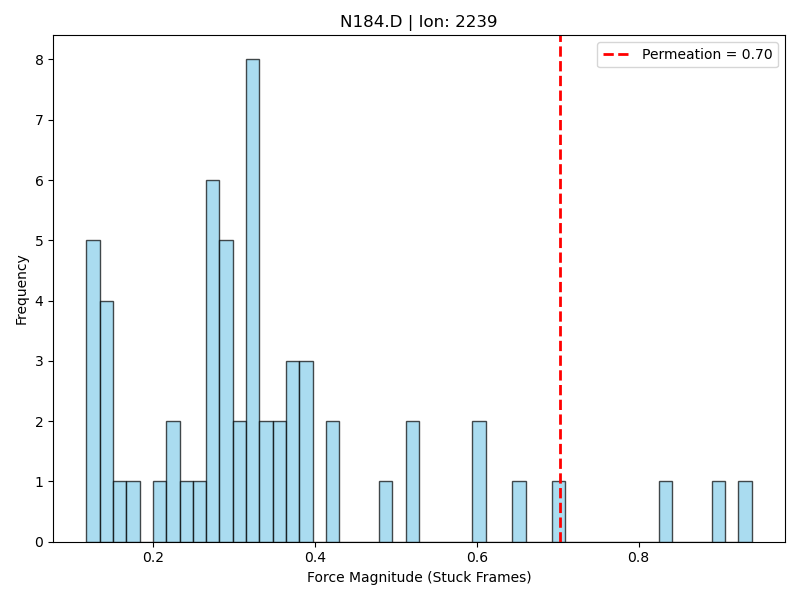 N184.D | Ion: 2239
Permeation = 0.70
Frequency
8
7
6
5
4
3
2
1
0
0.2 0.4 0.6 0.8
Force Magnitude (Stuck Frames)